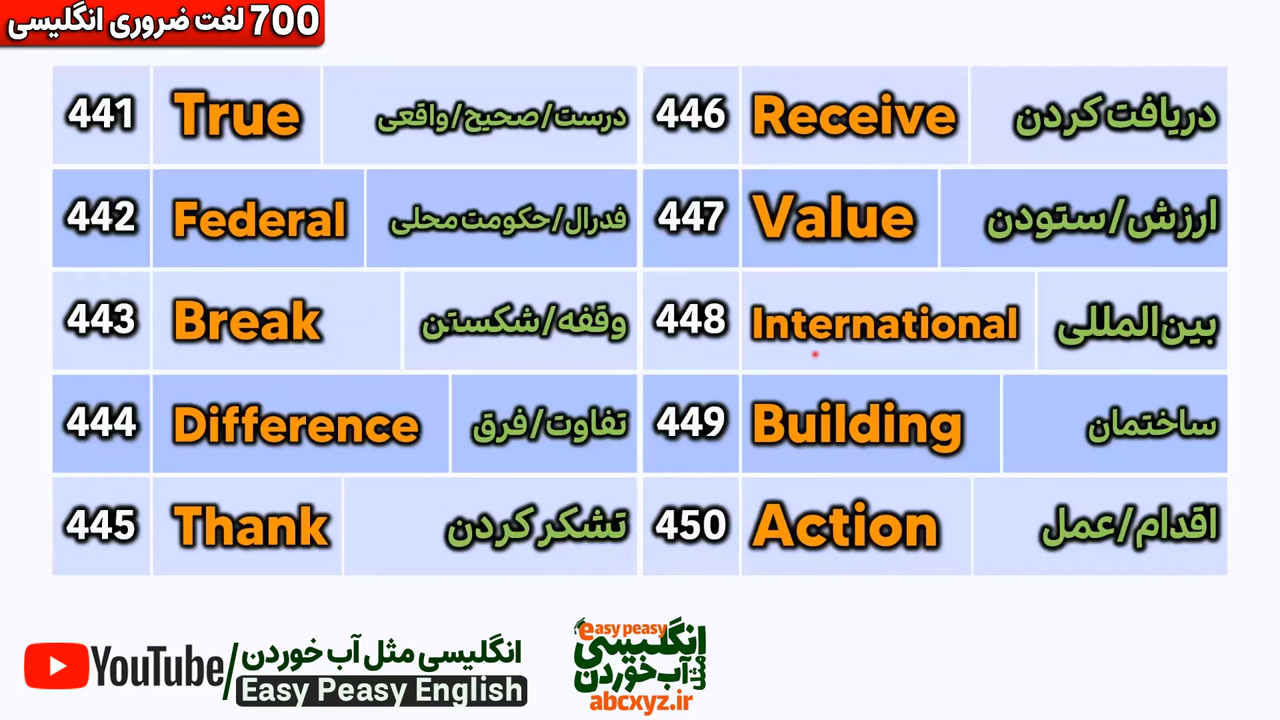 700 لغت ضروری انگلیسی
441 True درست/صحیح/واقعی
442 Federal فدرال/حکومت محلی
443 Break وقفه/شکستن
444 Difference تفاوت/فرق
445 Thank تشکر کردن
446 Receive دریافت کردن
447 Value ارزش/ستودن
448 International بین‌المللی
449 Building ساختمان
450 Action اقدام/عمل
YouTube/انگلیسی مثل آب خوردن
Easy Peasy English
easy peasy
انگلیسی
مثل آب خوردن
abcxyz.ir